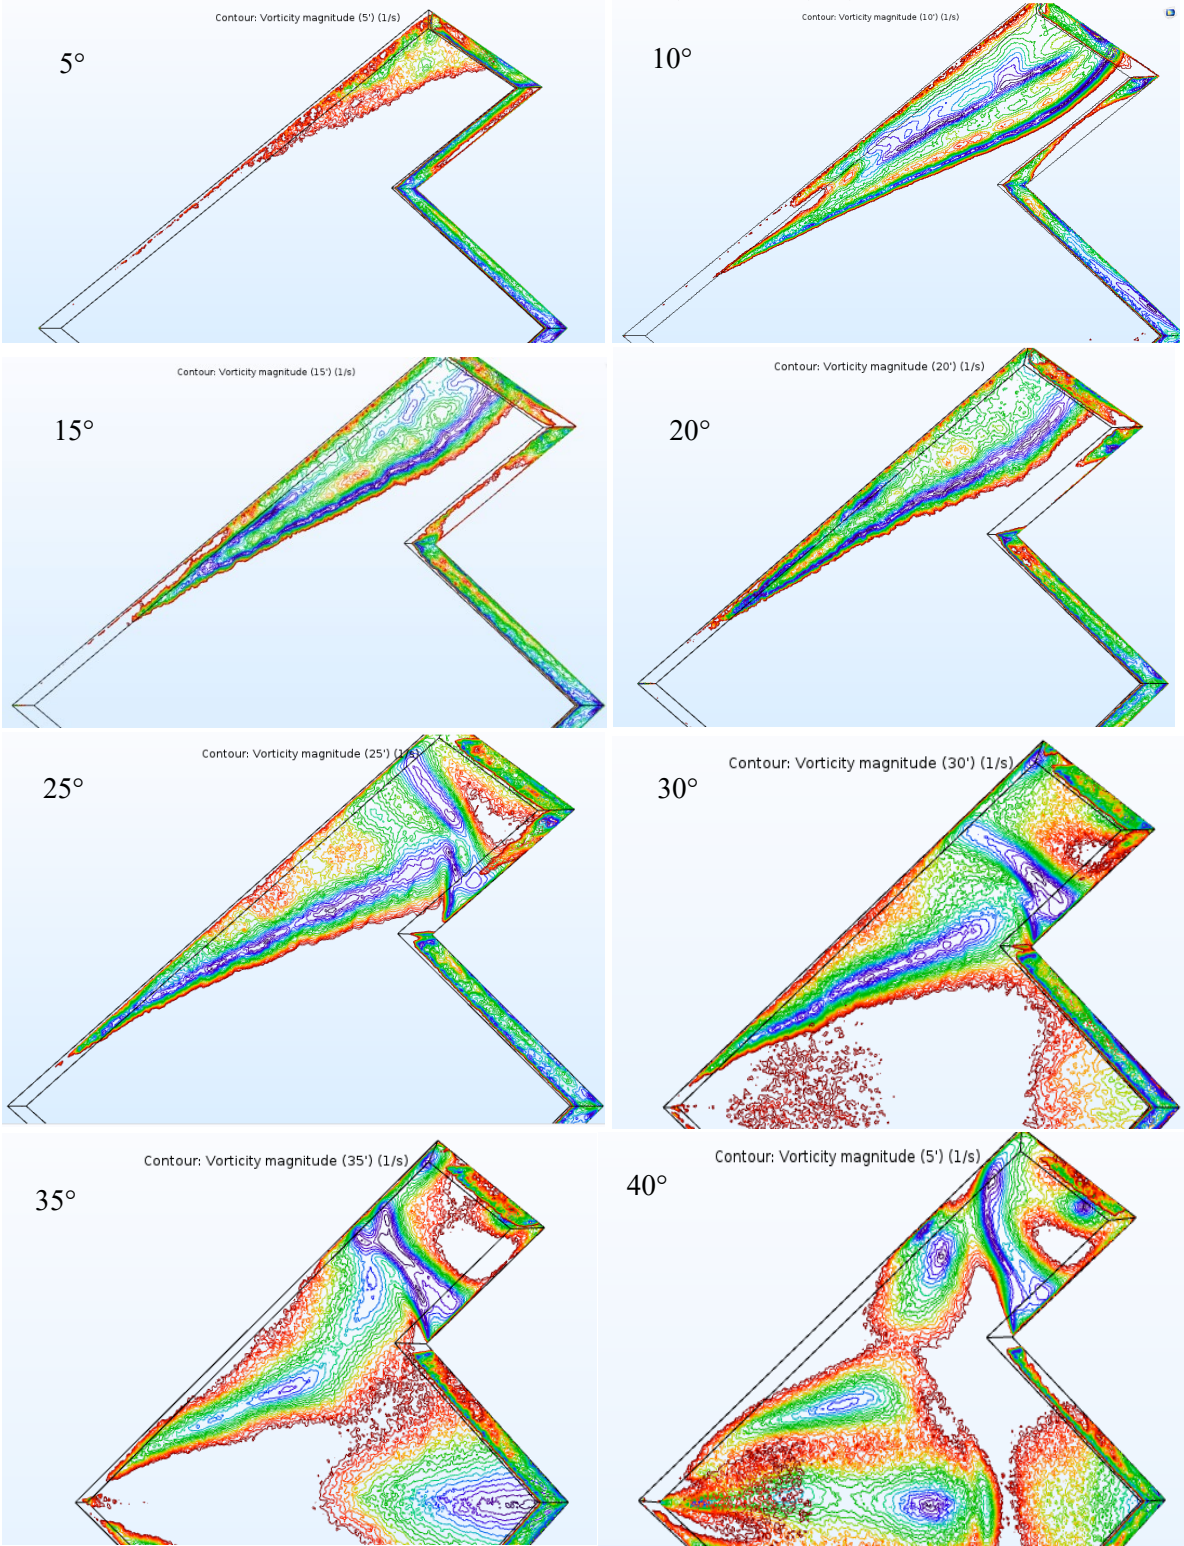 Contour: Vorticity magnitude (5') (1/s)
5°
Contour: Vorticity magnitude (10') (1/s)
10°
Contour: Vorticity magnitude (15') (1/s)
15°
Contour: Vorticity magnitude (20') (1/s)
20°
Contour: Vorticity magnitude (25') (1/s)
25°
Contour: Vorticity magnitude (30') (1/s)
30°
Contour: Vorticity magnitude (35') (1/s)
35°
Contour: Vorticity magnitude (5') (1/s)
40°